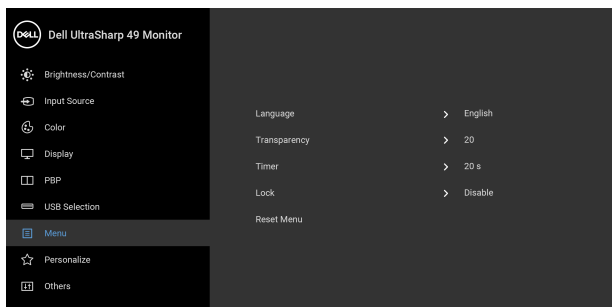 DELL
Dell UltraSharp 49 Monitor
Brightness/Contrast
Input Source
Color
Display
PBP
USB Selection
Menu
Personalize
Others
Language > English
Transparency > 20
Timer > 20 s
Lock > Disable
Reset Menu